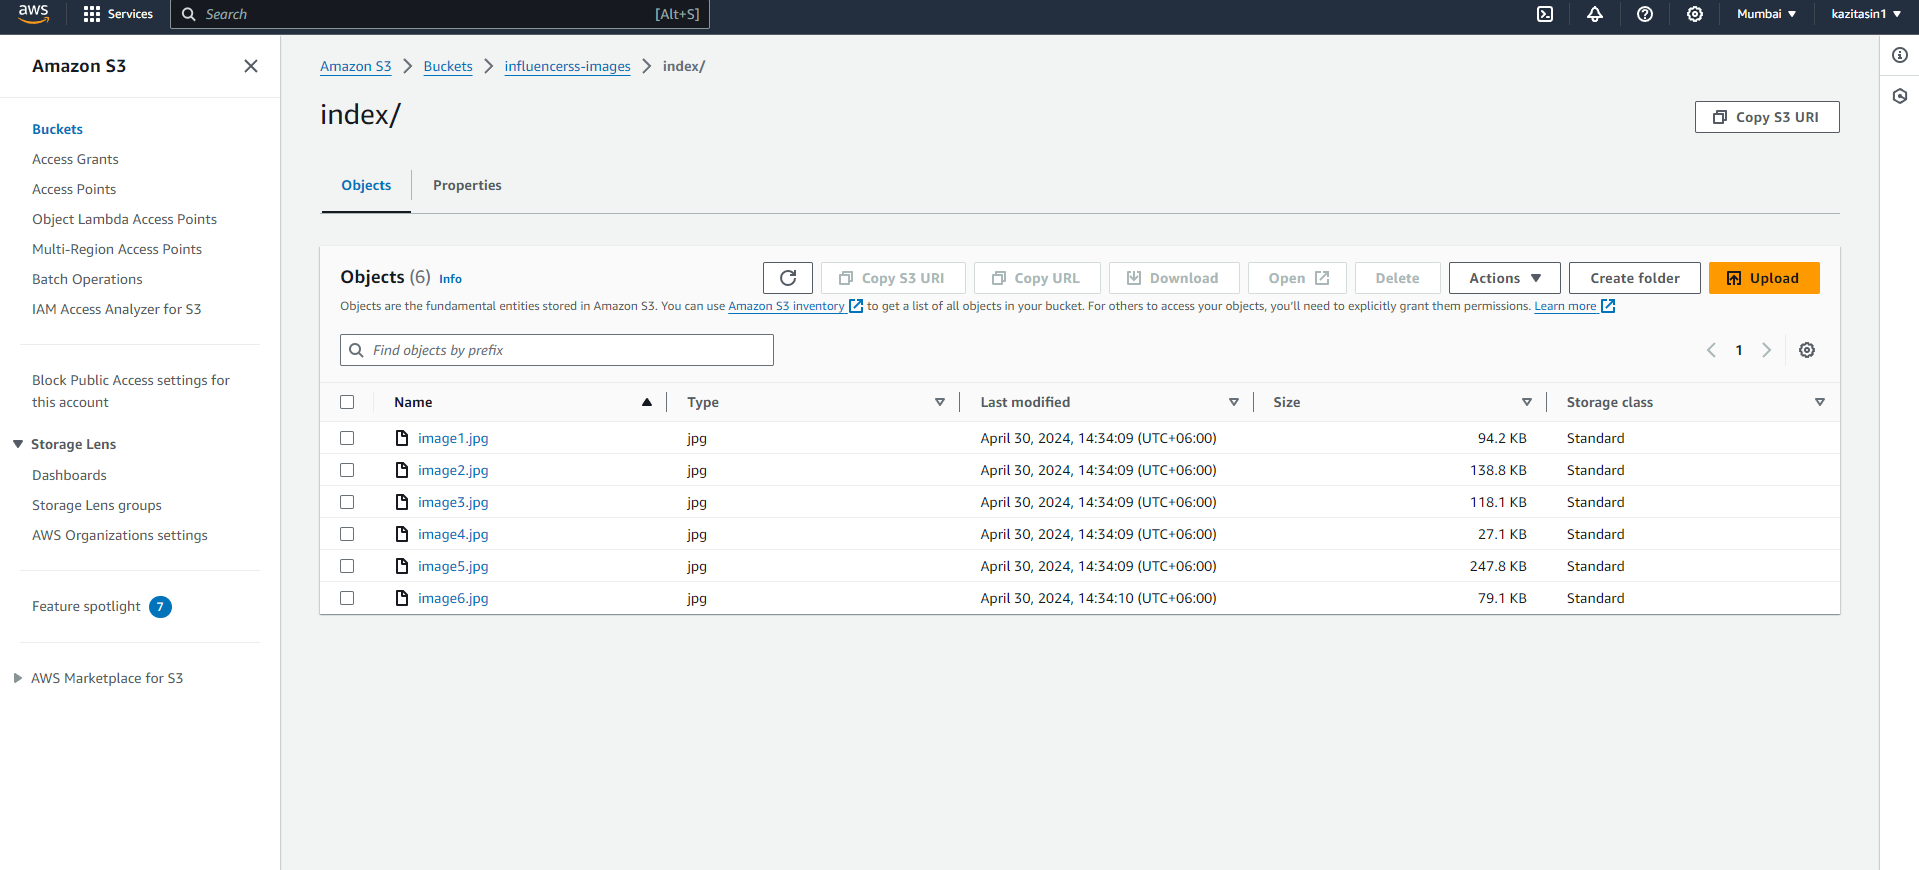 aws Services Search [Alt+S] Mumbai kazitasin1
Amazon S3
Buckets
Access Grants
Access Points
Object Lambda Access Points
Multi-Region Access Points
Batch Operations
IAM Access Analyzer for S3
Block Public Access settings for
this account
Storage Lens
Dashboards
Storage Lens groups
AWS Organizations settings
Feature spotlight 7
AWS Marketplace for S3
Amazon S3 Buckets influencerss-images index/
index/
Copy S3 URI
Objects Properties
Objects (6) Info Copy S3 URI Copy URL Download Open Delete Actions Create folder Upload
Objects are the fundamental entities stored in Amazon S3. You can use Amazon S3 inventory to get a list of all objects in your bucket. For others to access your objects, you'll need to explicitly grant them permissions. Learn more
Find objects by prefix 1
Name Type Last modified Size Storage class
image1.jpg jpg April 30, 2024, 14:34:09 (UTC+06:00) 94.2 KB Standard
image2.jpg jpg April 30, 2024, 14:34:09 (UTC+06:00) 138.8 KB Standard
image3.jpg jpg April 30, 2024, 14:34:09 (UTC+06:00) 118.1 KB Standard
image4.jpg jpg April 30, 2024, 14:34:09 (UTC+06:00) 27.1 KB Standard
image5.jpg jpg April 30, 2024, 14:34:09 (UTC+06:00) 247.8 KB Standard
image6.jpg jpg April 30, 2024, 14:34:10 (UTC+06:00) 79.1 KB Standard